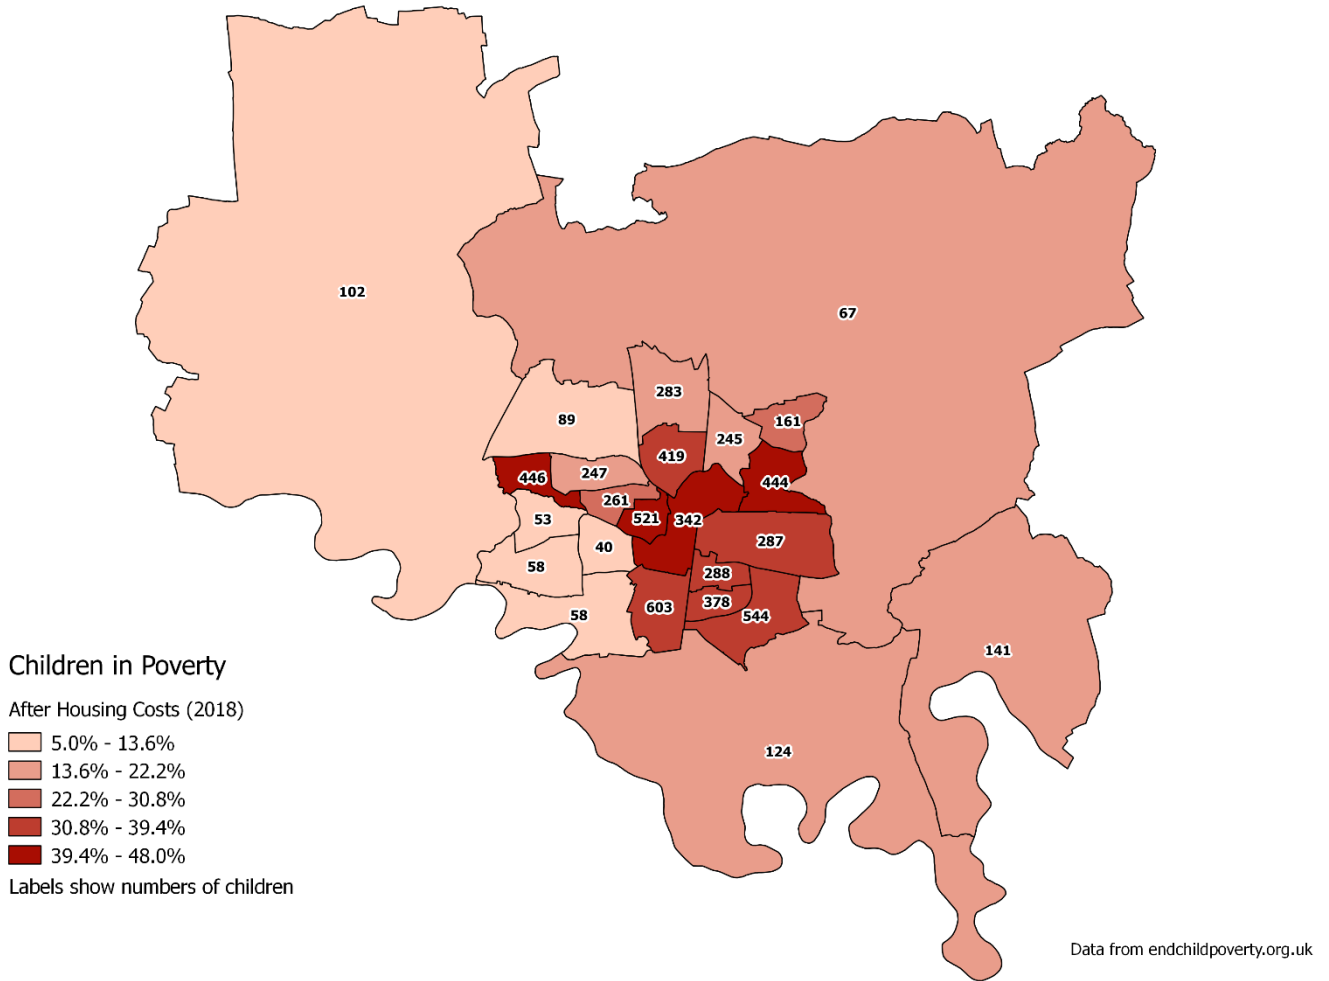 102
67
283
89
161
245
419
247
446
444
261
521
342
53
287
40
58
288
378
603
58
544
141
124
Children in Poverty
After Housing Costs (2018)
5.0% - 13.6%
13.6% - 22.2%
22.2% - 30.8%
30.8% - 39.4%
39.4% - 48.0%
Labels show numbers of children
Data from endchildpoverty.org.uk